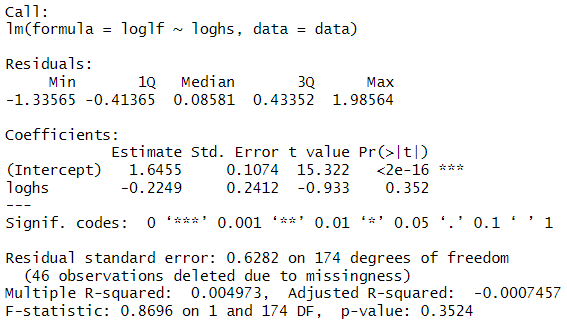 Call:
lm(formula = loglf ~ loghs, data = data)
Residuals:
Min 1Q Median 3Q Max
-1.33565 -0.41365 0.08581 0.43352 1.98564
Coefficients:
Estimate Std. Error t value Pr(>|t|)
(Intercept) 1.6455 0.1074 15.322 <2e-16 ***
loghs -0.2249 0.2412 -0.933 0.352
---
Signif. codes: 0 ‘***’ 0.001 ‘**’ 0.01 ‘*’ 0.05 ‘.’ 0.1 ‘ ’ 1
Residual standard error: 0.6282 on 174 degrees of freedom
(46 observations deleted due to missingness)
Multiple R-squared: 0.004973, Adjusted R-squared: -0.0007457
F-statistic: 0.8696 on 1 and 174 DF, p-value: 0.3524